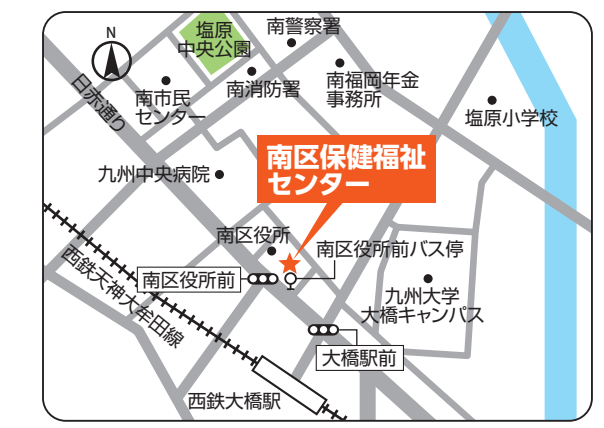 N
塩原
中央公園
南警察署
日赤通り
南市民
センター
南消防署
南福岡年金
事務所
塩原小学校
南区保健福祉
センター
九州中央病院
南区役所
南区役所前バス停
西鉄天神大牟田線
南区役所前
九州大学
大橋キャンパス
大橋駅前
西鉄大橋駅